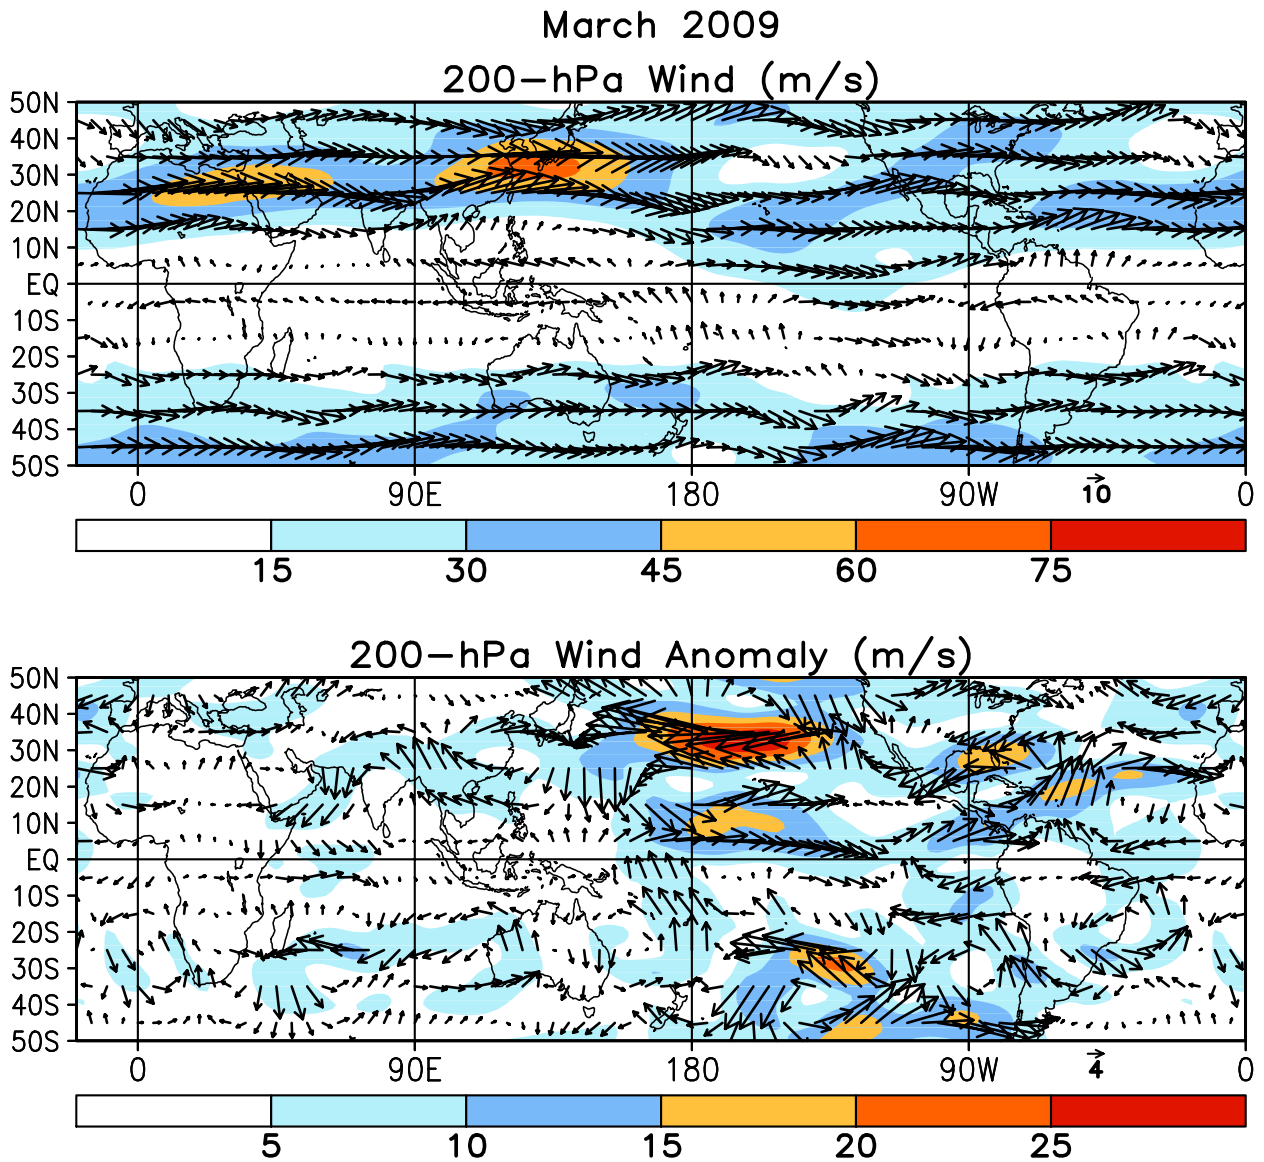 March 2009
200-hPa Wind (m/s)
50N
40N
30N
20N
10N
EQ
10S
20S
30S
40S
50S
0 90E 180 90W 10 0
15 30 45 60 75
200-hPa Wind Anomaly (m/s)
50N
40N
30N
20N
10N
EQ
10S
20S
30S
40S
50S
0 90E 180 90W 4 0
5 10 15 20 25